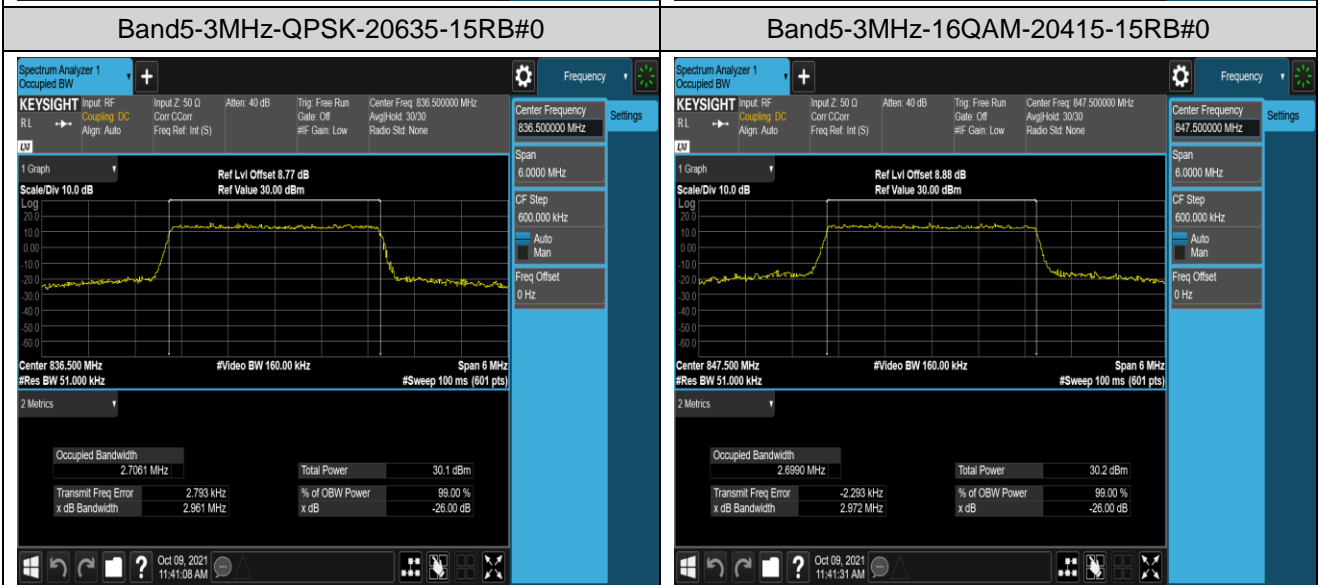 Band5-3MHz-QPSK-20635-15RB#0
Spectrum Analyzer 1
Occupied BW
KEYSIGHT
RL
LXI
Input: RF
Coupling: DC
Align: Auto
Input Z: 50 Ω
Corr CCorr
Freq Ref: Int (S)
Atten: 40 dB
Trig: Free Run
Gate: Off
#IF Gain: Low
Center Freq: 836.500000 MHz
Avg|Hold: 30/30
Radio Std: None
1 Graph
Scale/Div 10.0 dB
Ref Lvl Offset 8.77 dB
Ref Value 30.00 dBm
Log
20.0
10.0
0.00
-10.0
-20.0
-30.0
-40.0
-50.0
-60.0
Center 836.500 MHz
#Res BW 51.000 kHz
#Video BW 160.00 kHz
Span 6 MHz
#Sweep 100 ms (601 pts)
2 Metrics
Occupied Bandwidth
2.7061 MHz
Total Power 30.1 dBm
Transmit Freq Error 2.793 kHz
% of OBW Power 99.00 %
x dB Bandwidth 2.961 MHz
x dB -26.00 dB
Oct 09, 2021
11:41:08 AM
Frequency
Settings
Center Frequency
836.500000 MHz
Span
6.0000 MHz
CF Step
600.000 kHz
Auto
Man
Freq Offset
0 Hz
Band5-3MHz-16QAM-20415-15RB#0
Spectrum Analyzer 1
Occupied BW
KEYSIGHT
RL
LXI
Input: RF
Coupling: DC
Align: Auto
Input Z: 50 Ω
Corr CCorr
Freq Ref: Int (S)
Atten: 40 dB
Trig: Free Run
Gate: Off
#IF Gain: Low
Center Freq: 847.500000 MHz
Avg|Hold: 30/30
Radio Std: None
1 Graph
Scale/Div 10.0 dB
Ref Lvl Offset 8.88 dB
Ref Value 30.00 dBm
Log
20.0
10.0
0.00
-10.0
-20.0
-30.0
-40.0
-50.0
-60.0
Center 847.500 MHz
#Res BW 51.000 kHz
#Video BW 160.00 kHz
Span 6 MHz
#Sweep 100 ms (601 pts)
2 Metrics
Occupied Bandwidth
2.6990 MHz
Total Power 30.2 dBm
Transmit Freq Error -2.293 kHz
% of OBW Power 99.00 %
x dB Bandwidth 2.972 MHz
x dB -26.00 dB
Oct 09, 2021
11:41:31 AM
Frequency
Settings
Center Frequency
847.500000 MHz
Span
6.0000 MHz
CF Step
600.000 kHz
Auto
Man
Freq Offset
0 Hz